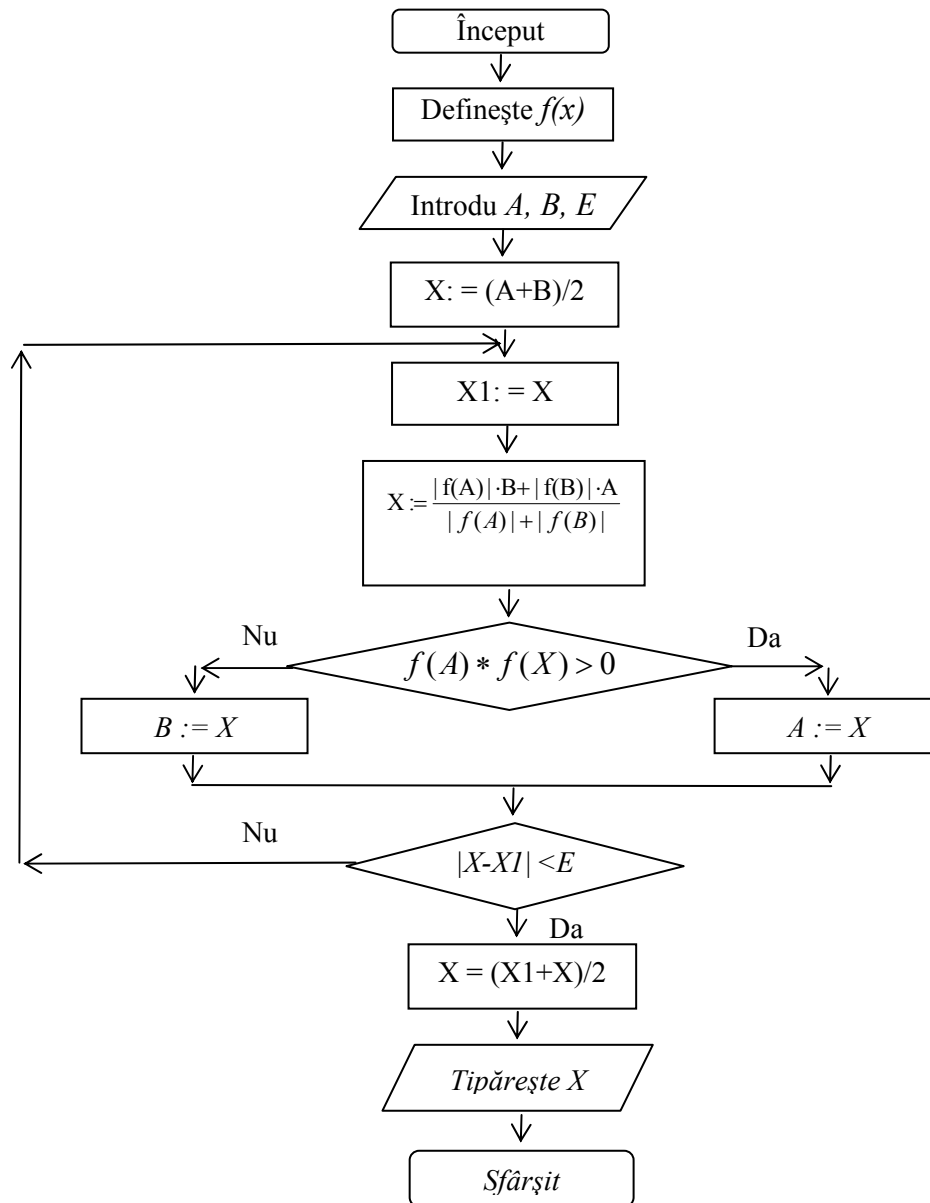 Început
Defineşte f(x)
Introdu A, B, E
X: = (A+B)/2
X1: = X
X := | f(A) | ·B+ | f(B) | ·A
| f(A) | + | f(B) |
Nu
Da
f(A) * f(X) > 0
B := X
A := X
Nu
|X-X1| <E
Da
X = (X1+X)/2
Tipăreşte X
Sfârşit